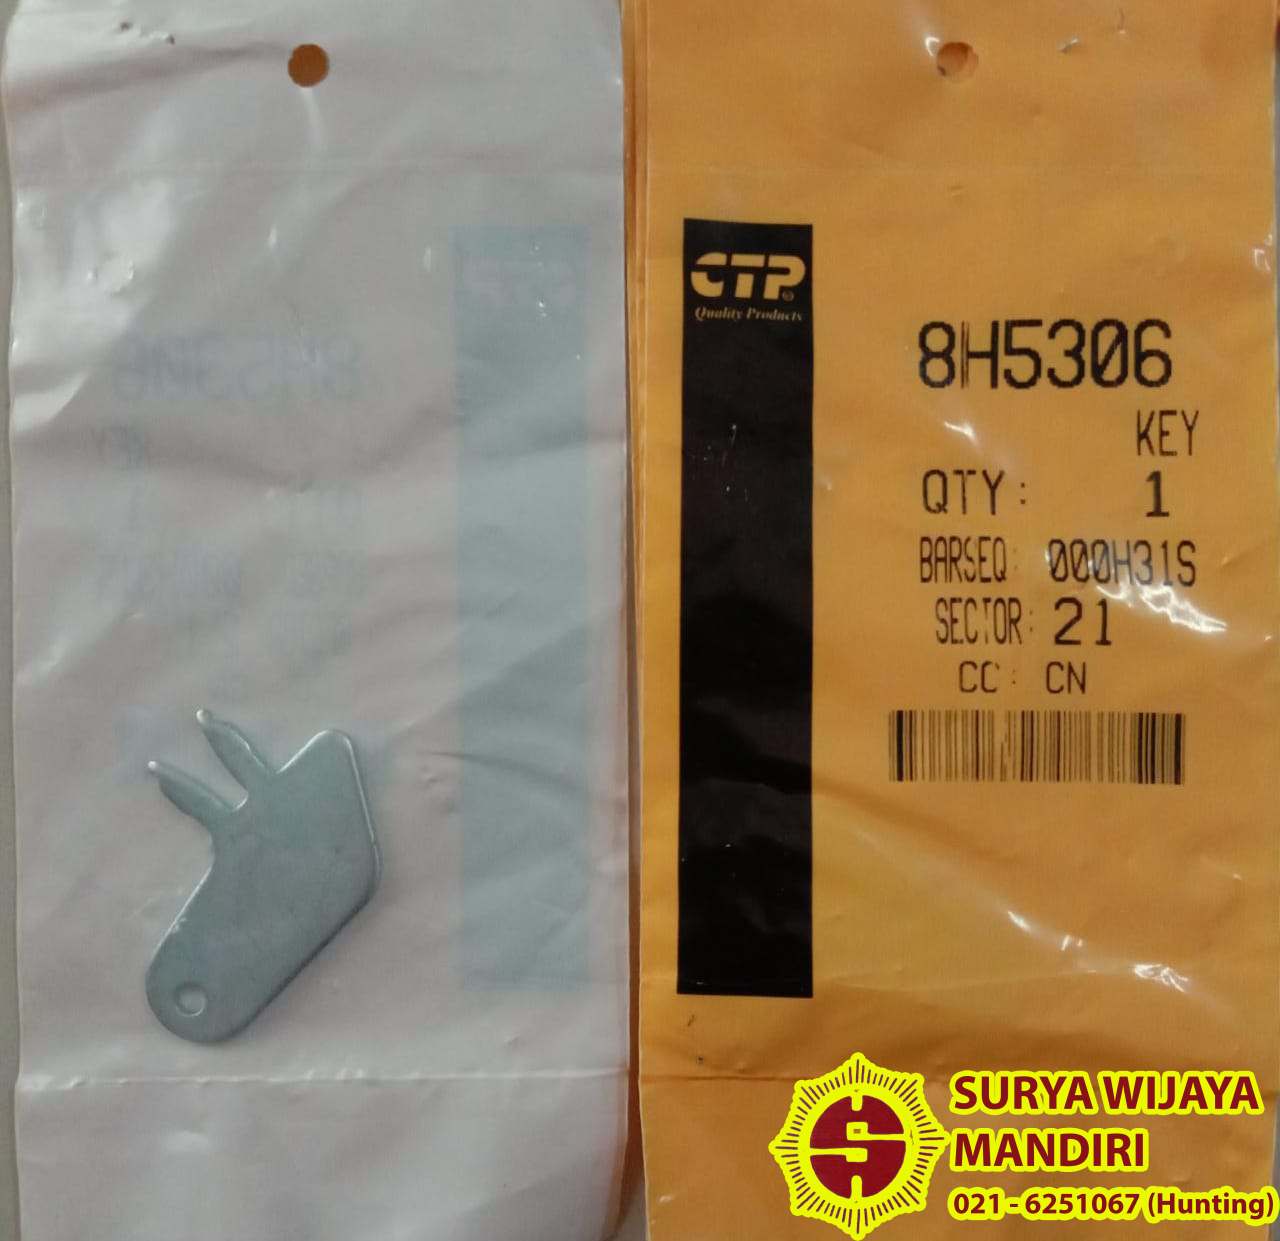 CTP
Quality Products
8H5306
KEY
QTY: 1
BARSEQ: 000H31S
SECTOR: 21
CC: CN
SURYA WIJAYA
MANDIRI
021 - 6251067 (Hunting)